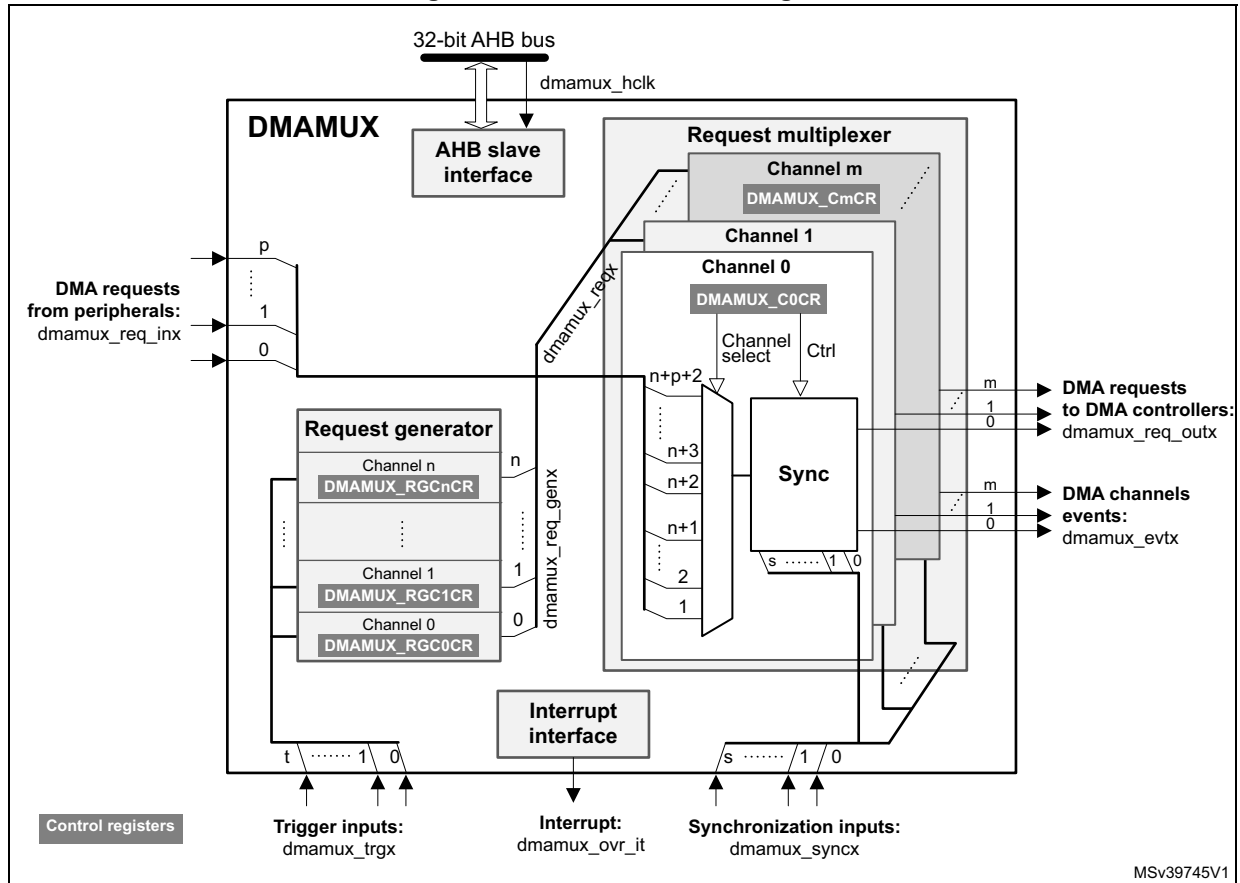 32-bit AHB bus
dmamux_hclk
DMAMUX
AHB slave
interface
Request multiplexer
Channel m
DMAMUX_CmCR
Channel 1
Channel 0
DMAMUX_C0CR
Channel
select
Ctrl
p
1
0
DMA requests
from peripherals:
dmamux_req_inx
dmamux_reqx
n+p+2
n+3
n+2
n+1
2
1
Sync
s
1
0
m
1
0
DMA requests
to DMA controllers:
dmamux_req_outx
m
1
0
DMA channels
events:
dmamux_evtx
Request generator
Channel n
DMAMUX_RGCnCR
Channel 1
DMAMUX_RGC1CR
Channel 0
DMAMUX_RGC0CR
n
1
0
dmamux_req_genx
Interrupt
interface
t
1
0
s
1
0
Control registers
Trigger inputs:
dmamux_trgx
Interrupt:
dmamux_ovr_it
Synchronization inputs:
dmamux_syncx
MSv39745V1